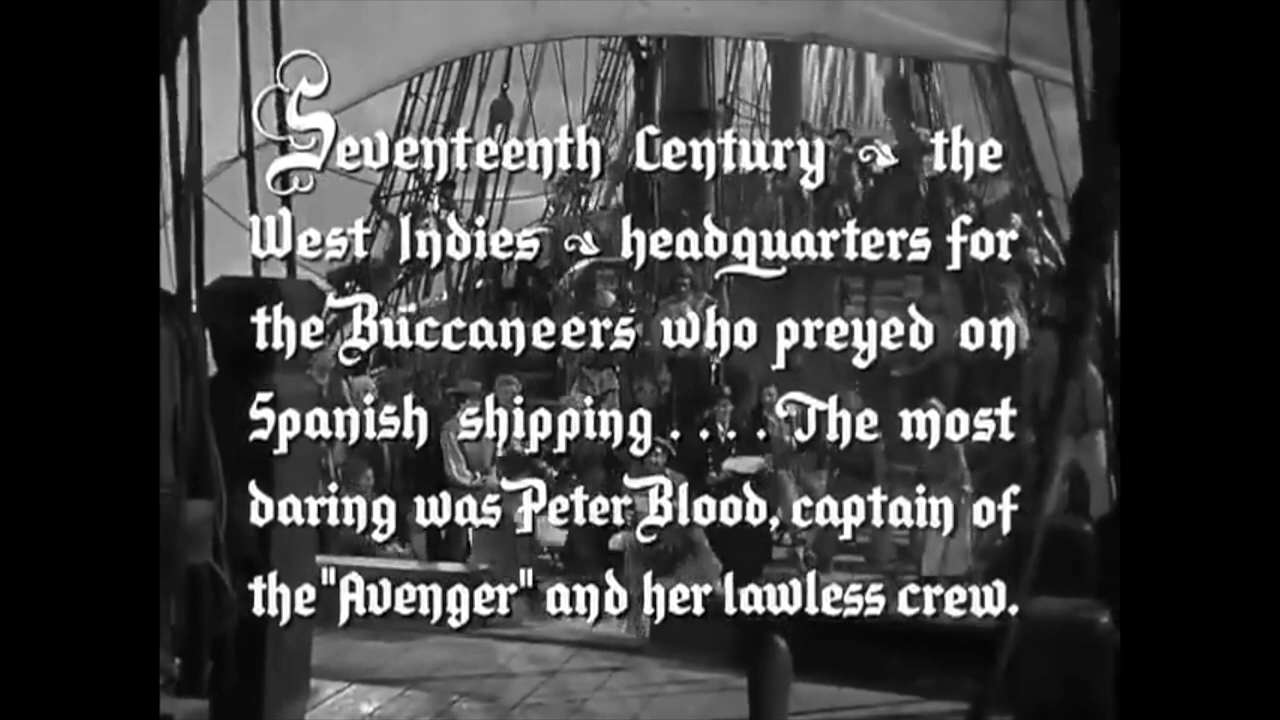 Seventeenth Century the
West Indies headquarters for
the Buccaneers who preyed on
Spanish shipping....The most
daring was Peter Blood, captain of
the "Avenger" and her lawless crew.